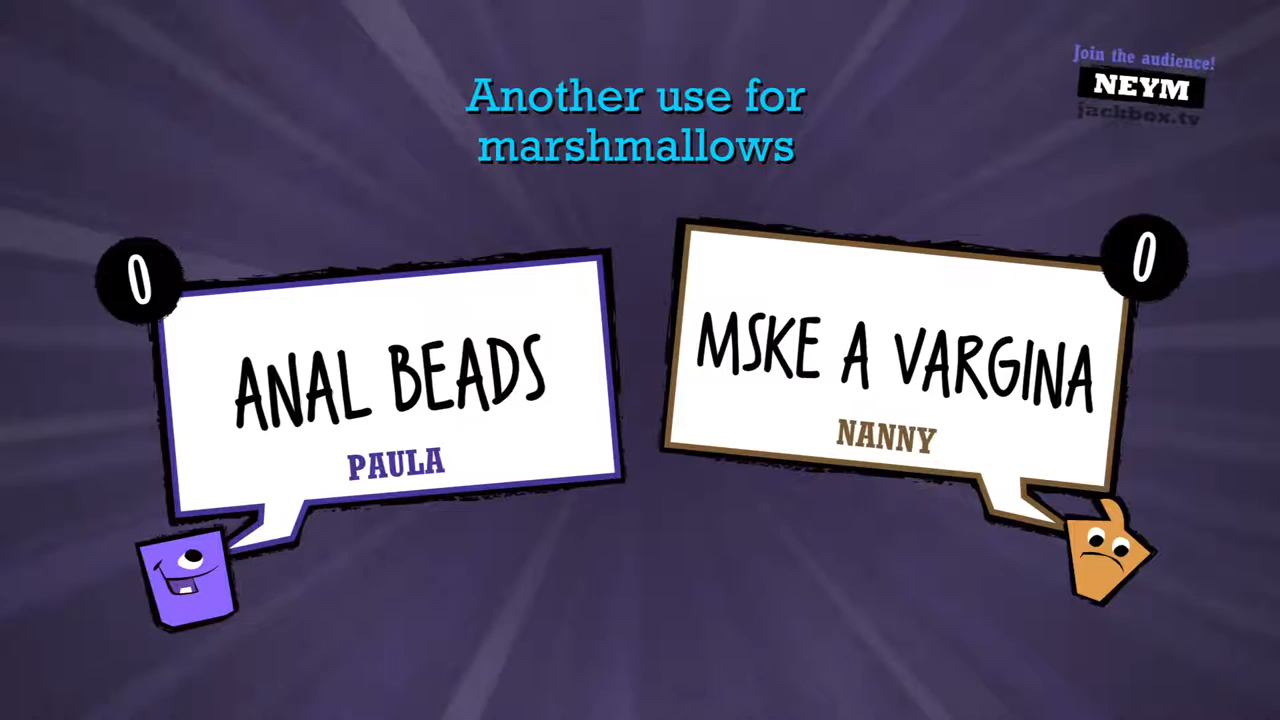 Join the audience!
NEYM
jackbox.tv
Another use for
marshmallows
0
0
ANAL BEADS
PAULA
MSKE A VARGINA
NANNY